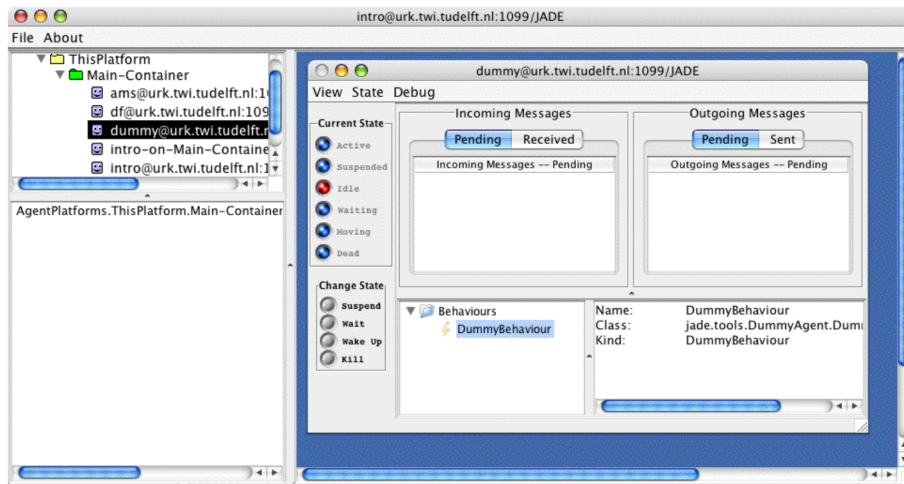 intro@urk.twi.tudelft.nl:1099/JADE
File About
ThisPlatform
Main-Container
ams@urk.twi.tudelft.nl:1
df@urk.twi.tudelft.nl:109
dummy@urk.twi.tudelft.r
intro-on-Main-Containe
intro@urk.twi.tudelft.nl:1
AgentPlatforms.ThisPlatform.Main-Container
dummy@urk.twi.tudelft.nl:1099/JADE
View State Debug
Current State
Active
Suspended
Idle
Waiting
Moving
Dead
Change State
Suspend
Wait
Wake Up
Kill
Incoming Messages
Pending Received
Incoming Messages -- Pending
Outgoing Messages
Pending Sent
Outgoing Messages -- Pending
Behaviours
DummyBehaviour
Name: DummyBehaviour
Class: jade.tools.DummyAgent.Dum
Kind: DummyBehaviour